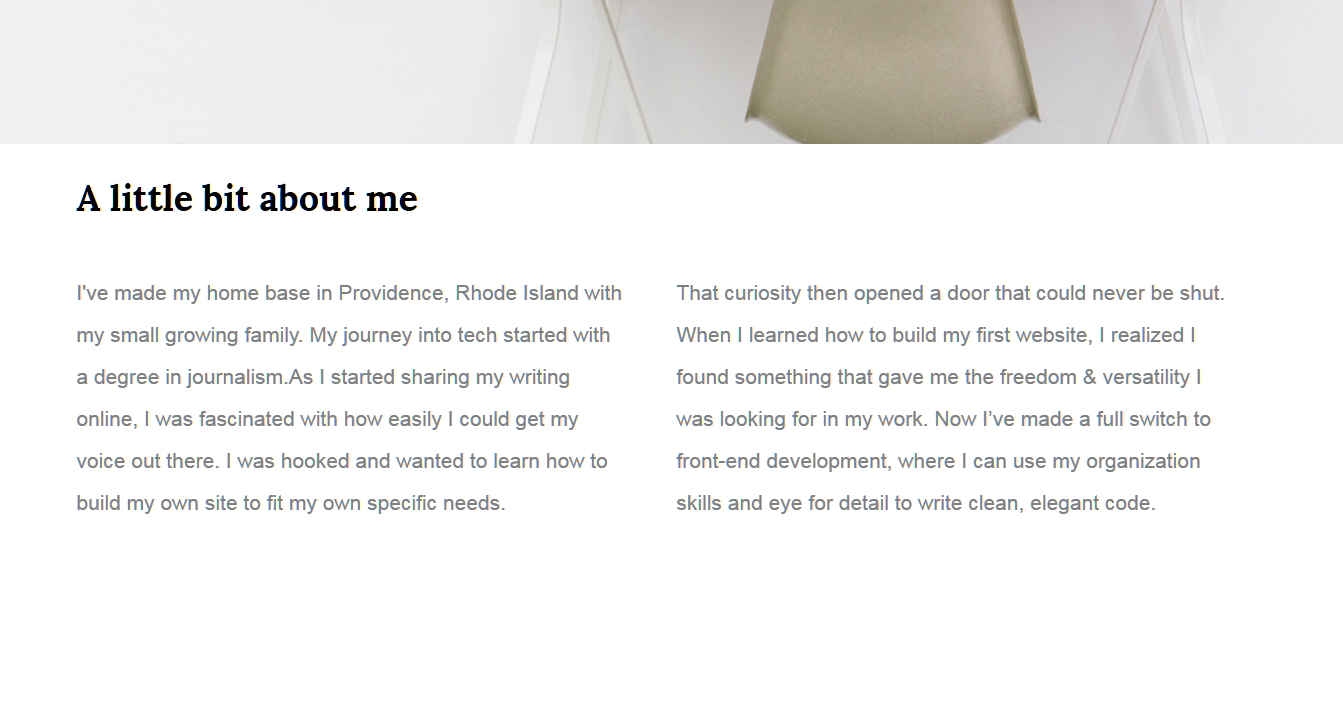 A little bit about me
I've made my home base in Providence, Rhode Island with
my small growing family. My journey into tech started with
a degree in journalism.As I started sharing my writing
online, I was fascinated with how easily I could get my
voice out there. I was hooked and wanted to learn how to
build my own site to fit my own specific needs.
That curiosity then opened a door that could never be shut.
When I learned how to build my first website, I realized I
found something that gave me the freedom & versatility I
was looking for in my work. Now I’ve made a full switch to
front-end development, where I can use my organization
skills and eye for detail to write clean, elegant code.